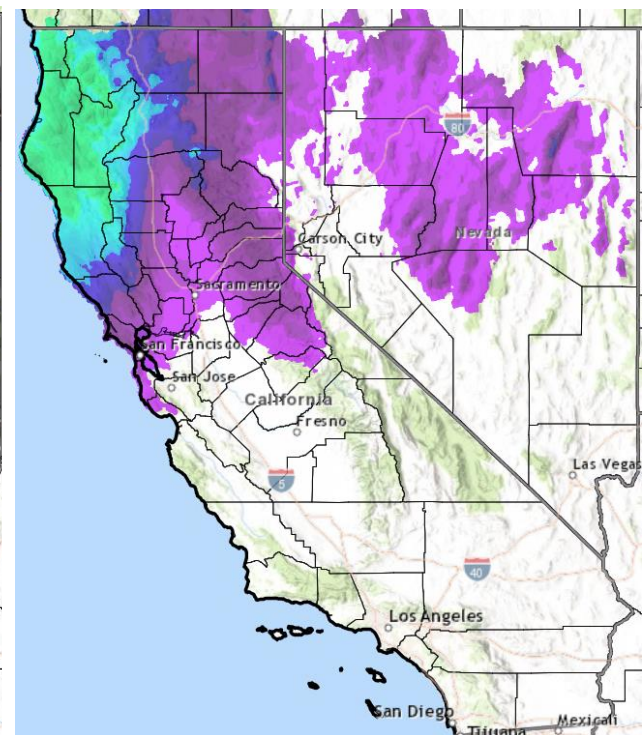 80
Carson City
Nevada
Sacramento
San Francisco
San Jose
California
Fresno
5
Las Vegas
40
Los Angeles
San Diego
Tijuana
Mexicali